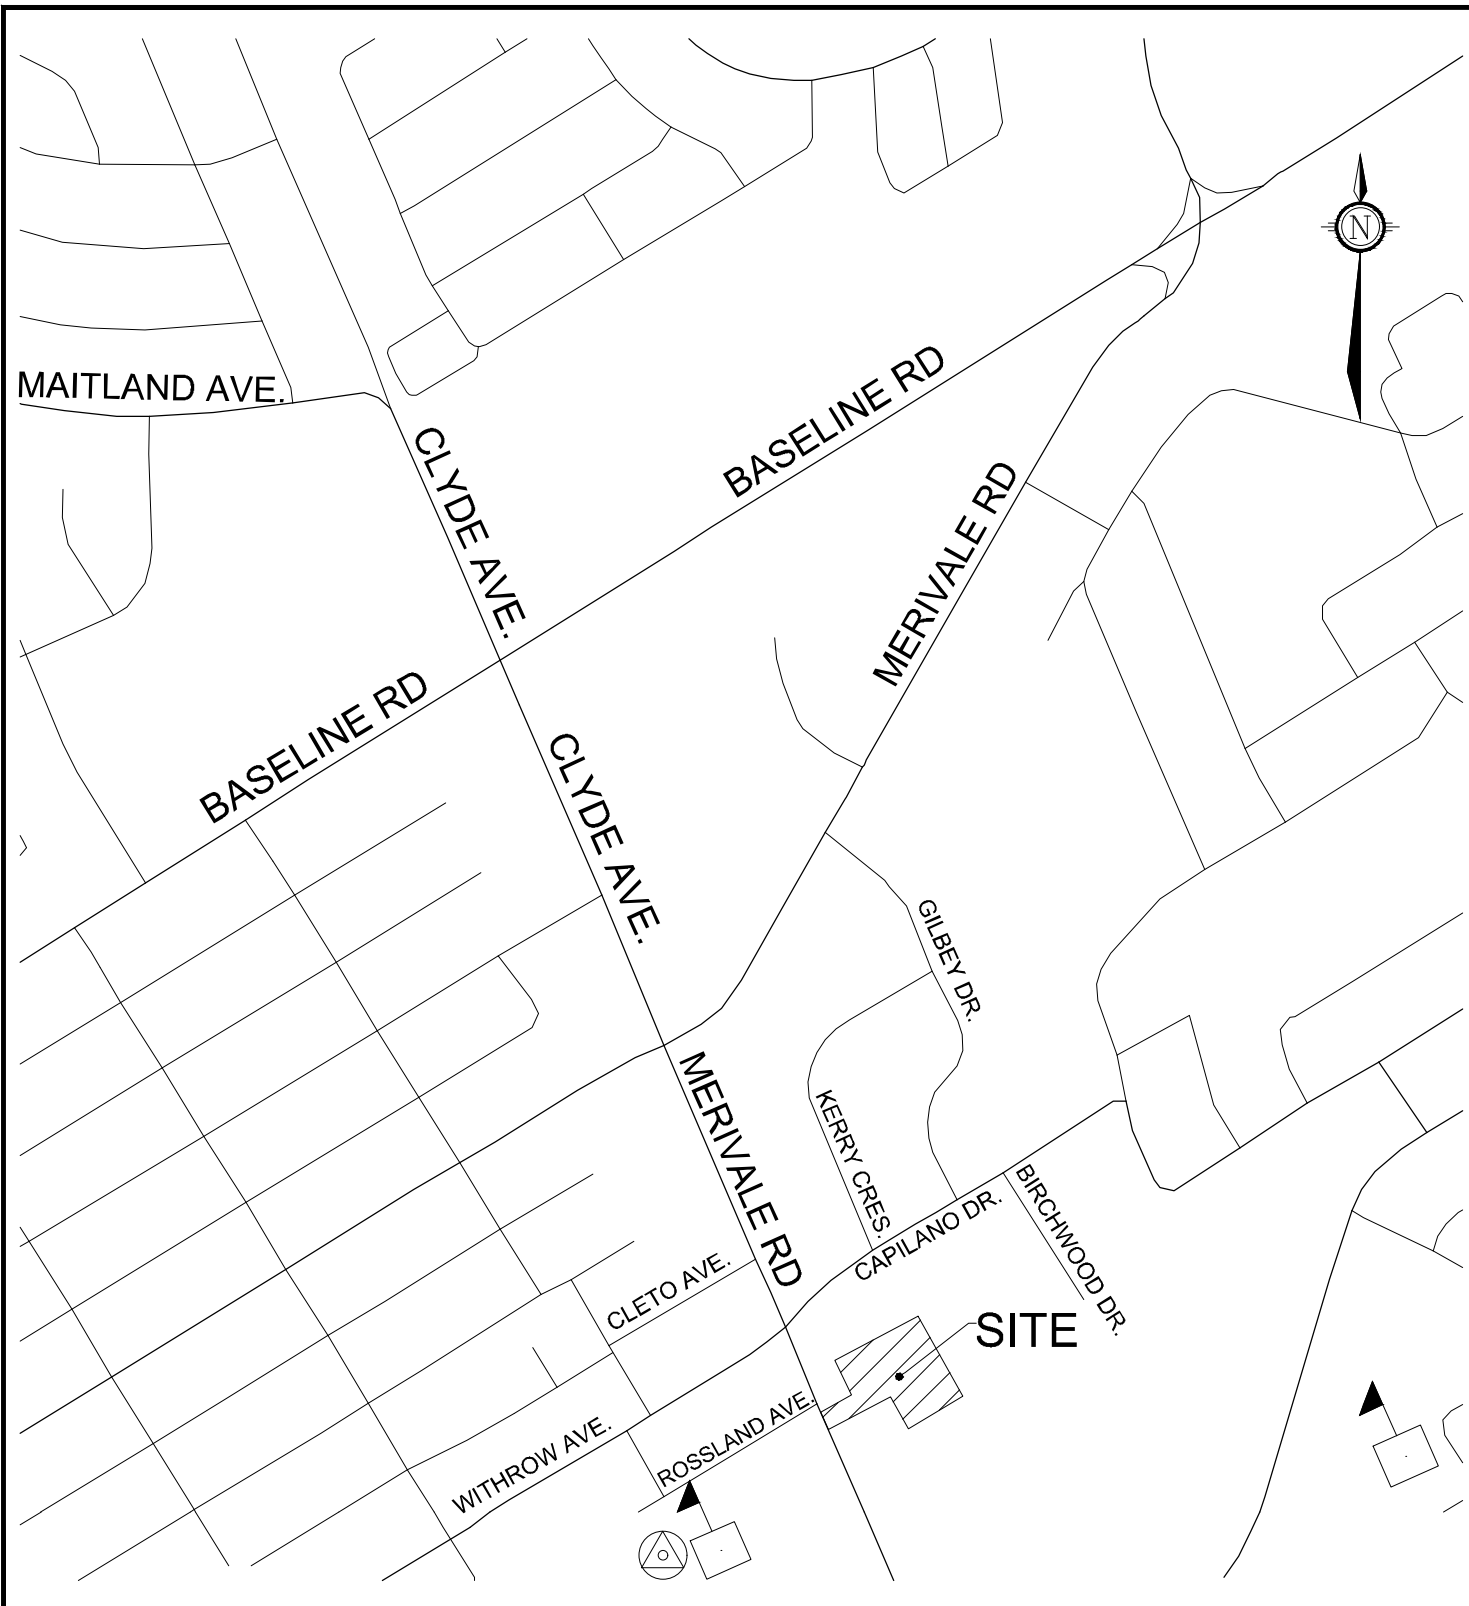 N
MAITLAND AVE.
BASELINE RD
CLYDE AVE.
MERIVALE RD
BASELINE RD
CLYDE AVE.
GILBEY DR.
MERIVALE RD
KERRY CRES.
CAPILANO DR.
BIRCHWOOD DR.
CLETO AVE.
SITE
ROSSLAND AVE.
WITHROW AVE.